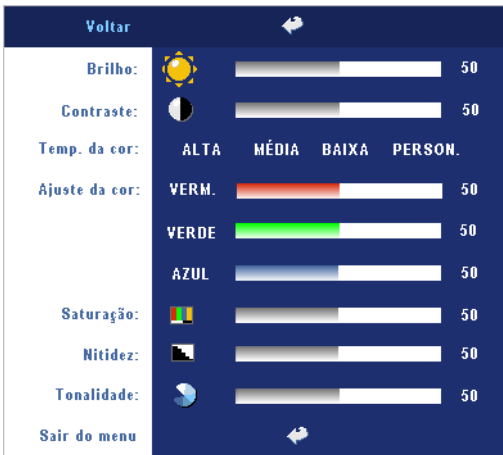 Voltar
Brilho: 50
Contraste: 50
Temp. da cor: ALTA MÉDIA BAIXA PERSON.
Ajuste da cor: VERM. 50
VERDE 50
AZUL 50
Saturação: 50
Nitidez: 50
Tonalidade: 50
Sair do menu